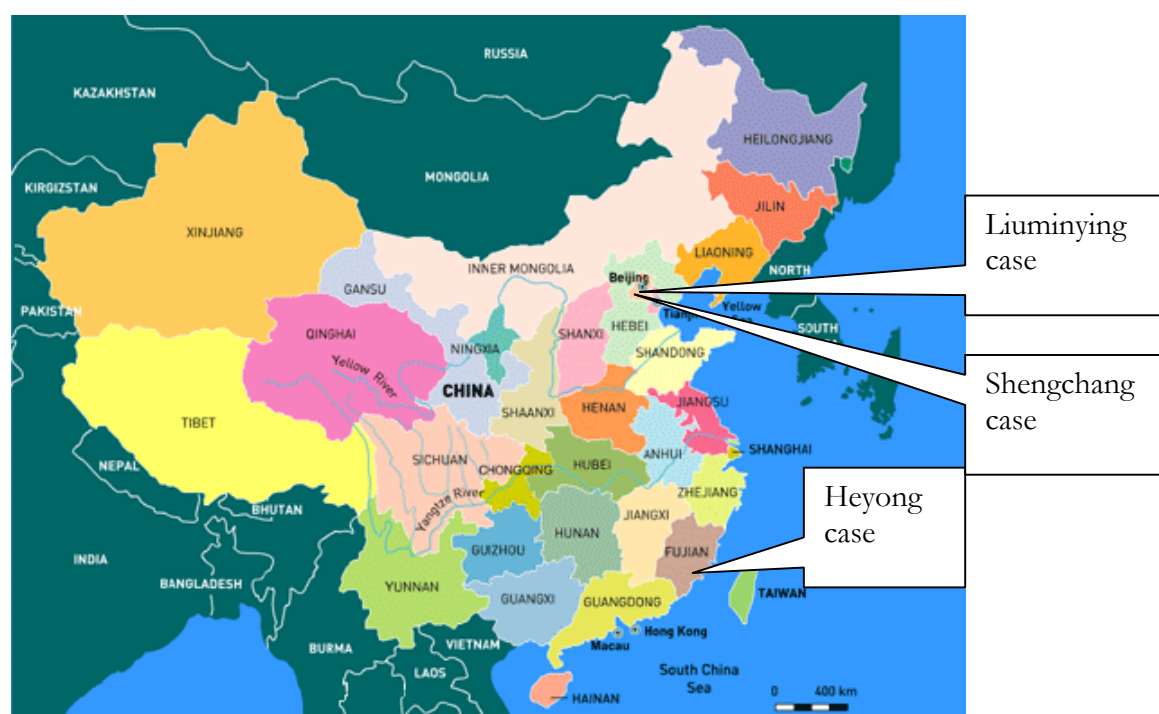 RUSSIA
KAZAKHSTAN
HEILONGJIANG
MONGOLIA
KIRGIZSTAN
JILIN
XINJIANG
LIAONING
NORTH
INNER MONGOLIA
Beijing
GANSU
Liuminying
case
PAKISTAN
Yellow
QINGHAI
SHANXI
HEBEI
SOUTH
NINGXIA
SHANDONG
Yellow River
CHINA
Shengchang
case
TIBET
SHAANXI
HENAN
JIANGSU
NEPAL
SICHUAN
CHONGQING
HUBEI
ANHUI
SHANGHAI
Yangtze River
ZHEJIANG
BHUTAN
Heyong
case
HUNAN
JIANGXI
INDIA
GUIZHOU
FUJIAN
BANGLADESH
YUNNAN
GUANGXI
GUANGDONG
TAIWAN
Hong Kong
Macau
BURMA
VIETNAM
LAOS
South China
Sea
HAINAN
0 400 km